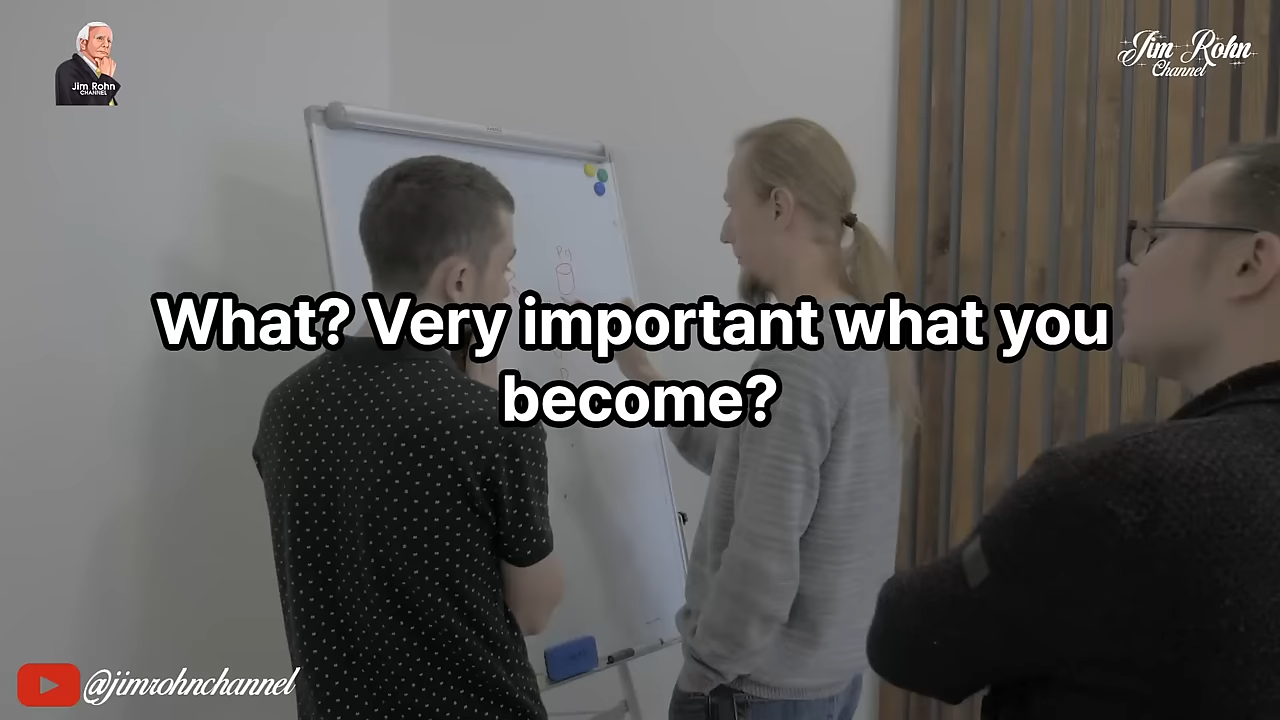 Jim Rohn
CHANNEL
Jim Rohn
Channel
What? Very important what you
become?
@jimrohnchannel